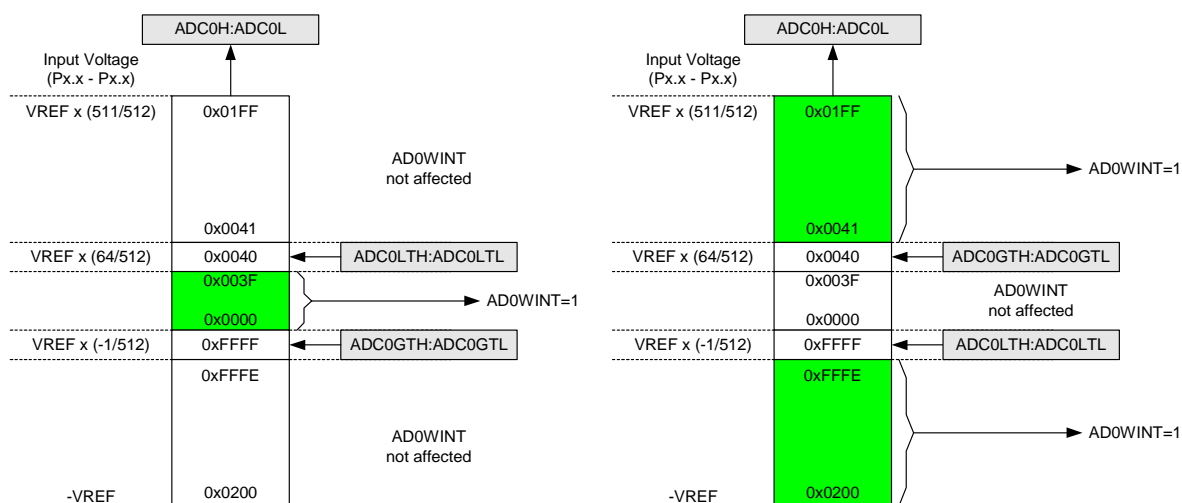 ADC0H:ADC0L
Input Voltage
(Px.x - Px.x)
VREF x (511/512)
0x01FF
AD0WINT
not affected
0x0041
VREF x (64/512)
0x0040
ADC0LTH:ADC0LTL
0x003F
AD0WINT=1
0x0000
VREF x (-1/512)
0xFFFF
ADC0GTH:ADC0GTL
0xFFFE
AD0WINT
not affected
-VREF
0x0200
ADC0H:ADC0L
Input Voltage
(Px.x - Px.x)
VREF x (511/512)
0x01FF
AD0WINT=1
0x0041
VREF x (64/512)
0x0040
ADC0GTH:ADC0GTL
0x003F
AD0WINT
not affected
0x0000
VREF x (-1/512)
0xFFFF
ADC0LTH:ADC0LTL
0xFFFE
AD0WINT=1
-VREF
0x0200